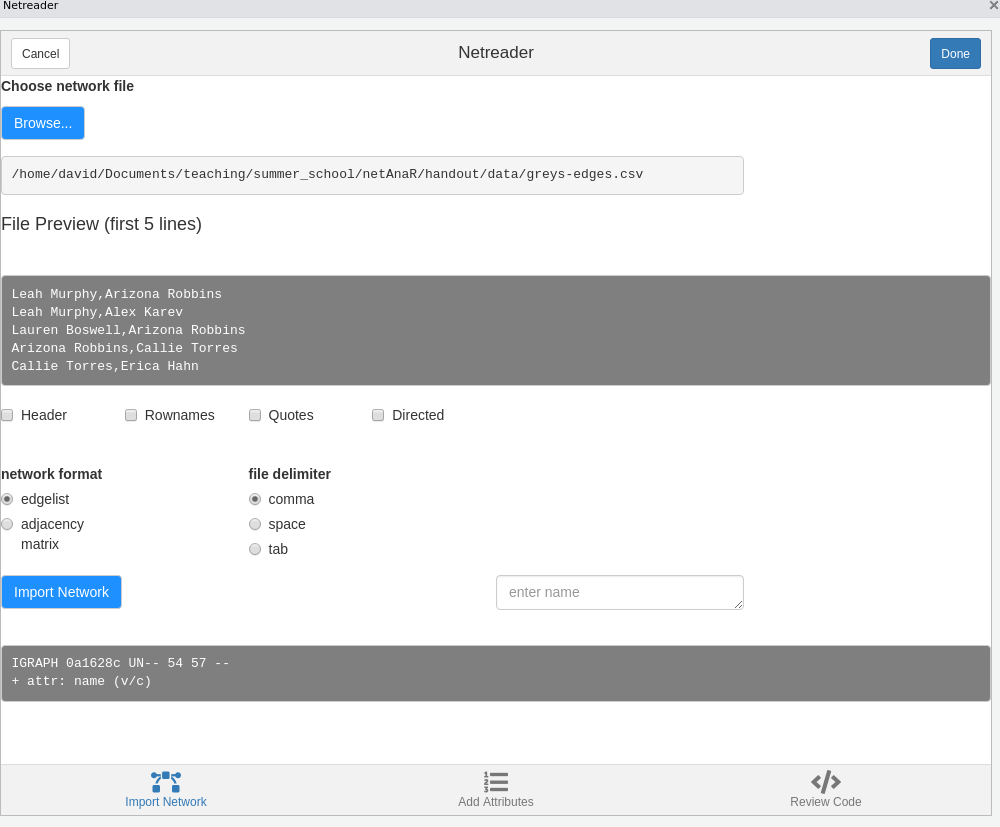 Netreader
Cancel
Netreader
Done
Choose network file
Browse...
/home/david/Documents/teaching/summer_school/netAnaR/handout/data/greys-edges.csv
File Preview (first 5 lines)
Leah Murphy,Arizona Robbins
Leah Murphy,Alex Karev
Lauren Boswell,Arizona Robbins
Arizona Robbins,Callie Torres
Callie Torres,Erica Hahn
Header
Rownames
Quotes
Directed
network format
edgelist
adjacency
matrix
file delimiter
comma
space
tab
Import Network
enter name
IGRAPH 0a1628c UN-- 54 57 --
+ attr: name (v/c)
Import Network
Add Attributes
Review Code